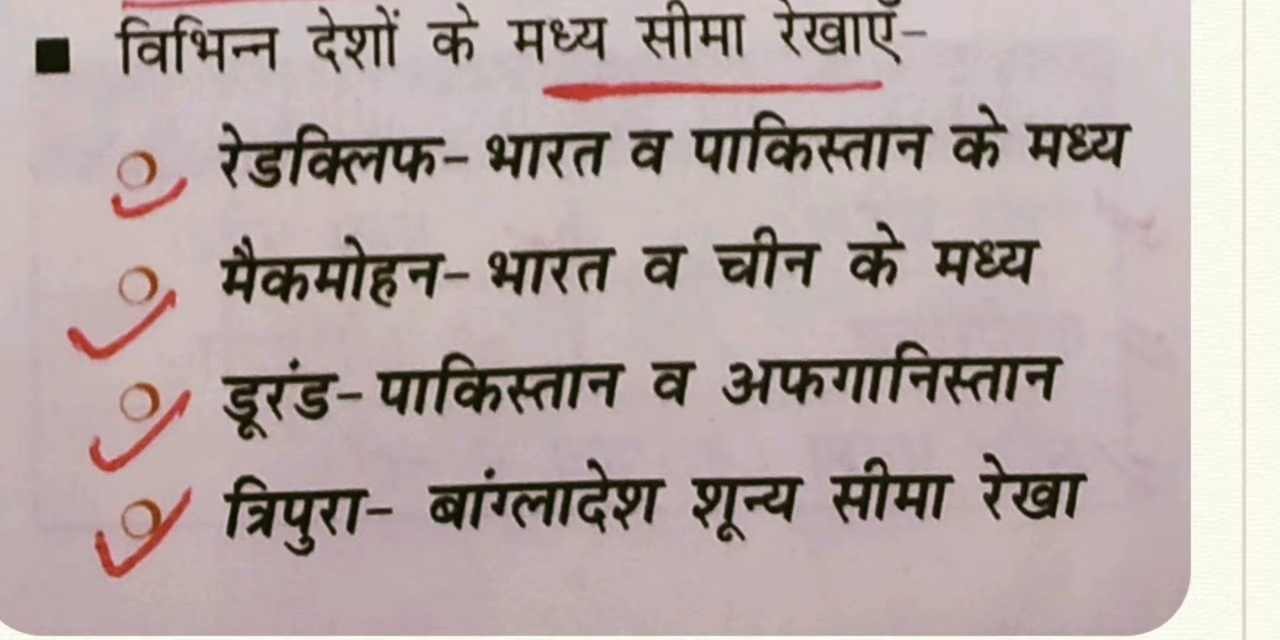 ■ विभिन्न देशों के मध्य सीमा रेखाएँ-
रेडक्लिफ- भारत व पाकिस्तान के मध्य
मैकमोहन- भारत व चीन के मध्य
डूरंड- पाकिस्तान व अफगानिस्तान
त्रिपुरा- बांग्लादेश शून्य सीमा रेखा